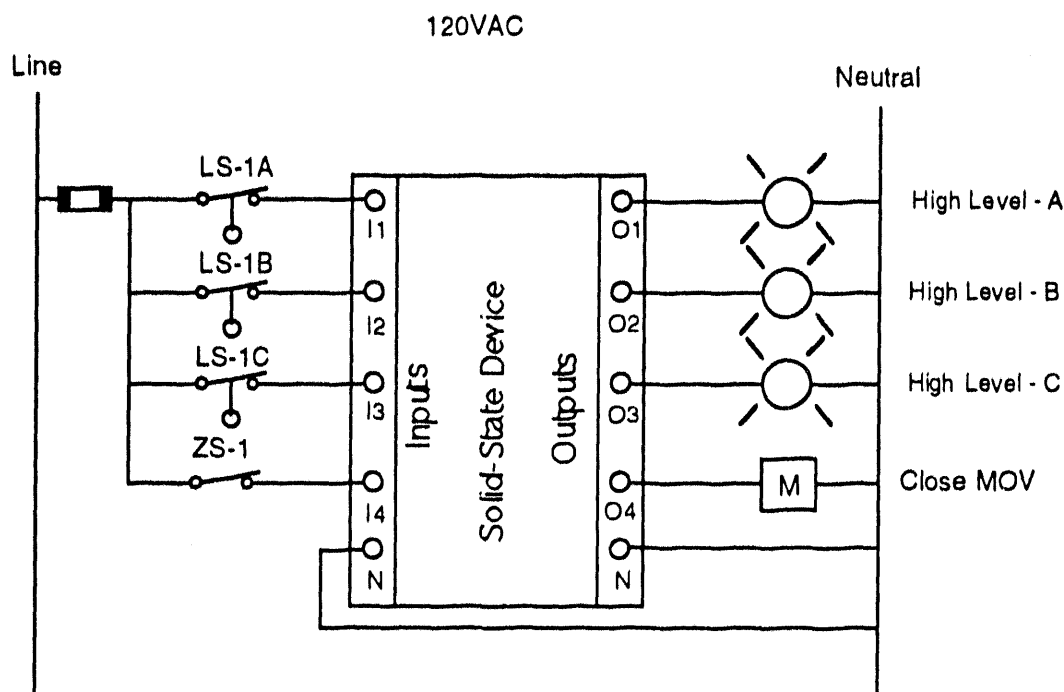 120VAC
Line
Neutral
LS-1A
I1
O1
High Level - A
LS-1B
I2
O2
High Level - B
LS-1C
I3
O3
High Level - C
Inputs
Solid-State Device
Outputs
ZS-1
I4
O4
M
Close MOV
N
N